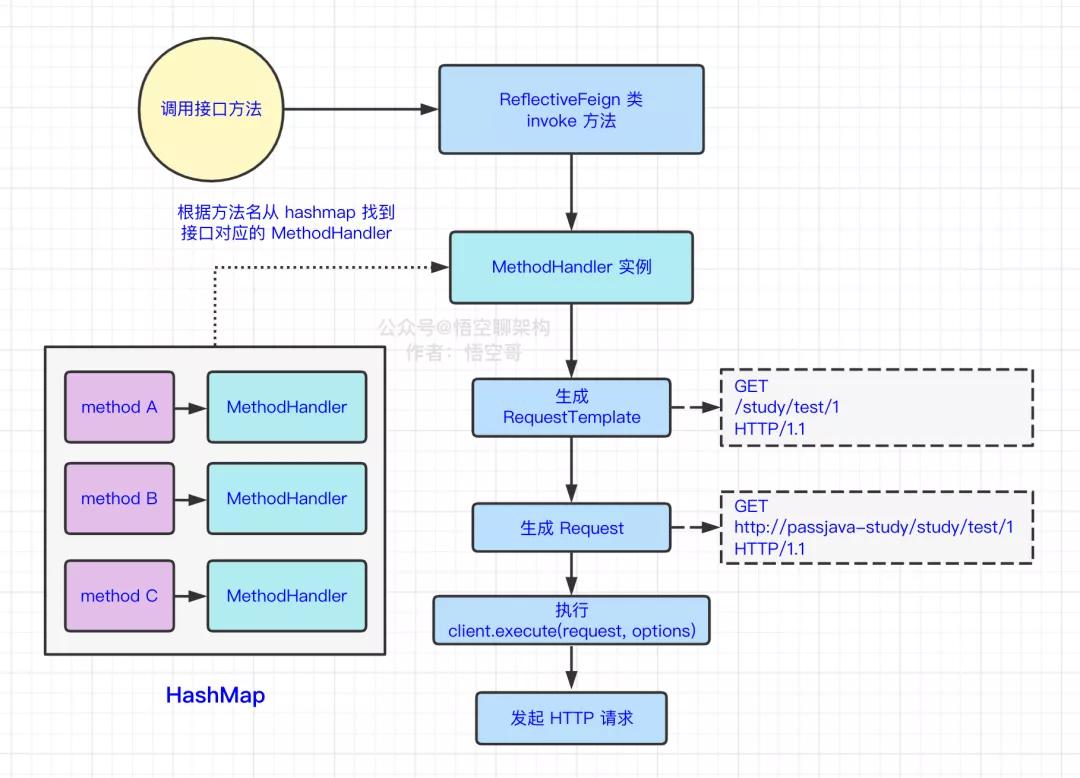 调用接口方法
ReflectiveFeign 类
invoke 方法
根据方法名从 hashmap 找到
接口对应的 MethodHandler
MethodHandler 实例
公众号@悟空聊架构
作者：悟空哥
method A
MethodHandler
method B
MethodHandler
method C
MethodHandler
HashMap
生成
RequestTemplate
GET
/study/test/1
HTTP/1.1
生成 Request
GET
http://passjava-study/study/test/1
HTTP/1.1
执行
client.execute(request, options)
发起 HTTP 请求